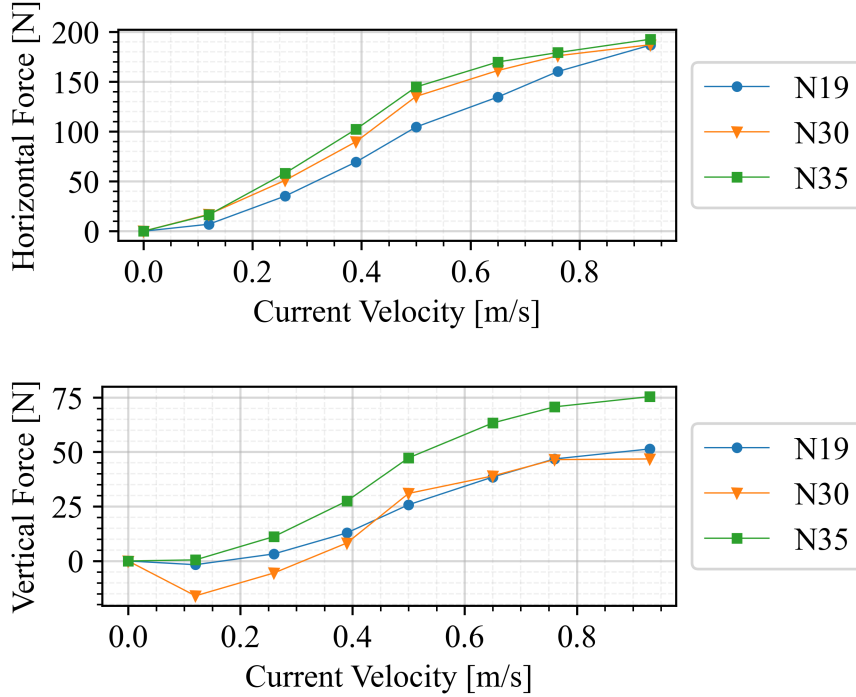 Horizontal Force [N]
200
150
100
50
0
0.0 0.2 0.4 0.6 0.8
Current Velocity [m/s]
N19
N30
N35
Vertical Force [N]
75
50
25
0
0.0 0.2 0.4 0.6 0.8
Current Velocity [m/s]
N19
N30
N35